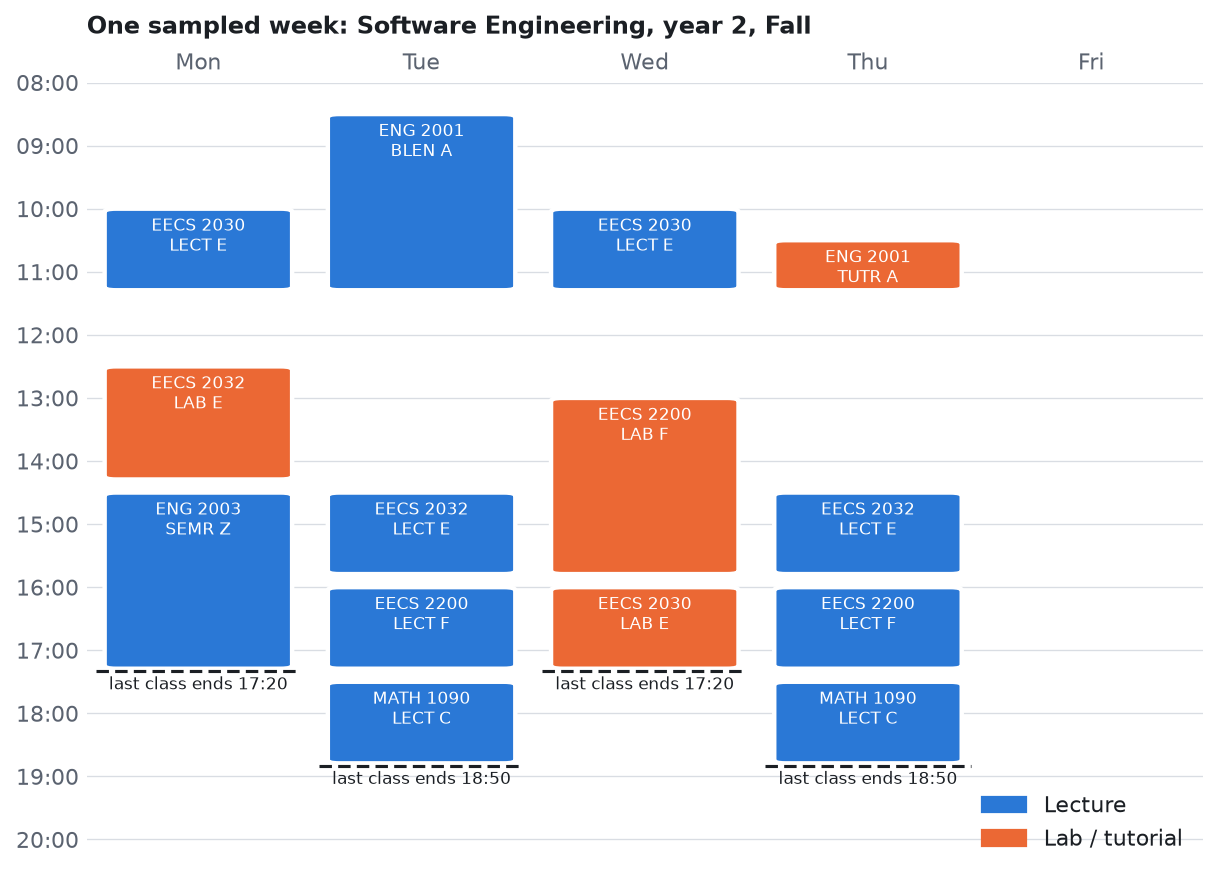 One sampled week: Software Engineering, year 2, Fall
Mon Tue Wed Thu Fri
08:00
09:00
10:00
11:00
12:00
13:00
14:00
15:00
16:00
17:00
18:00
19:00
20:00
EECS 2030
LECT E
EECS 2032
LAB E
ENG 2003
SEMR Z
last class ends 17:20
ENG 2001
BLEN A
EECS 2032
LECT E
EECS 2200
LECT F
MATH 1090
LECT C
last class ends 18:50
EECS 2030
LECT E
EECS 2200
LAB F
EECS 2030
LAB E
last class ends 17:20
ENG 2001
TUTR A
EECS 2032
LECT E
EECS 2200
LECT F
MATH 1090
LECT C
last class ends 18:50
Lecture
Lab / tutorial